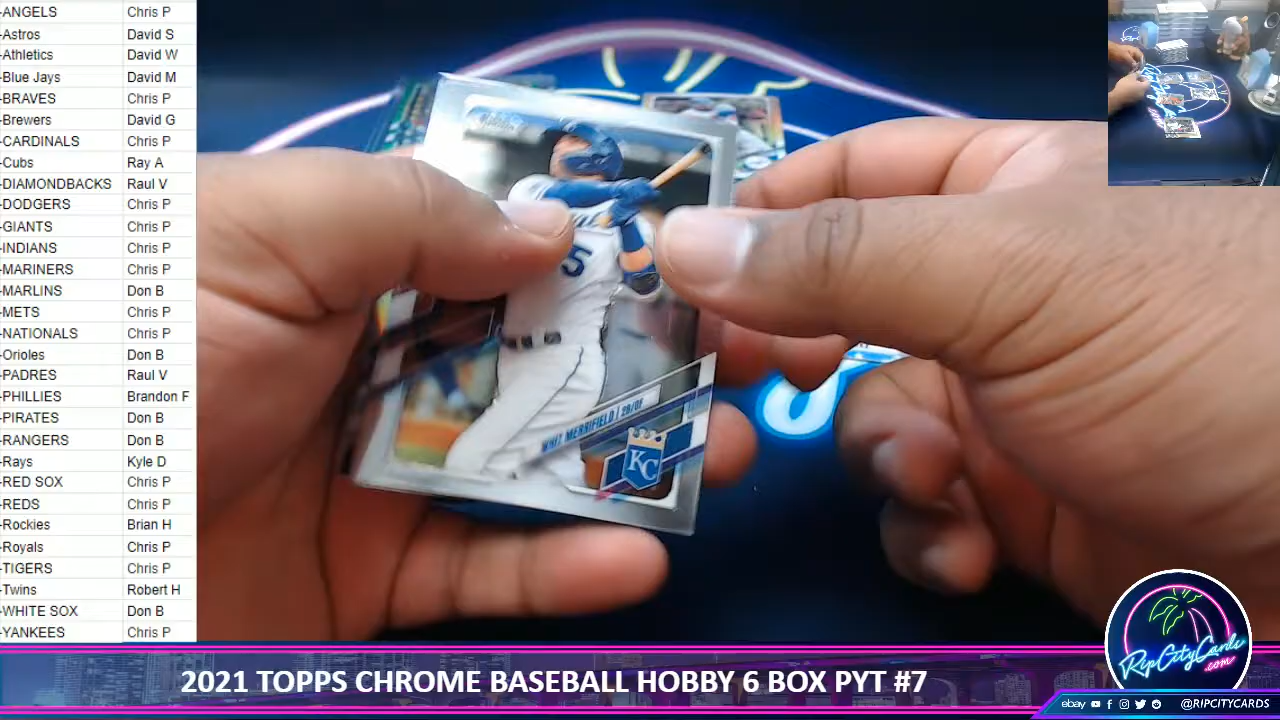 -ANGELS Chris P
-Astros David S
-Athletics David W
-Blue Jays David M
-BRAVES Chris P
-Brewers David G
-CARDINALS Chris P
-Cubs Ray A
-DIAMONDBACKS Raul V
-DODGERS Chris P
-GIANTS Chris P
-INDIANS Chris P
-MARINERS Chris P
-MARLINS Don B
-METS Chris P
-NATIONALS Chris P
-Orioles Don B
-PADRES Raul V
-PHILLIES Brandon F
-PIRATES Don B
-RANGERS Don B
-Rays Kyle D
-RED SOX Chris P
-REDS Chris P
-Rockies Brian H
-Royals Chris P
-TIGERS Chris P
-Twins Robert H
-WHITE SOX Don B
-YANKEES Chris P
5
WHIT MERRIFIELD | 2B/OF
KC
RipCityCards
.com
2021 TOPPS CHROME BASEBALL HOBBY 6 BOX PYT #7
ebay @RIPCITYCARDS